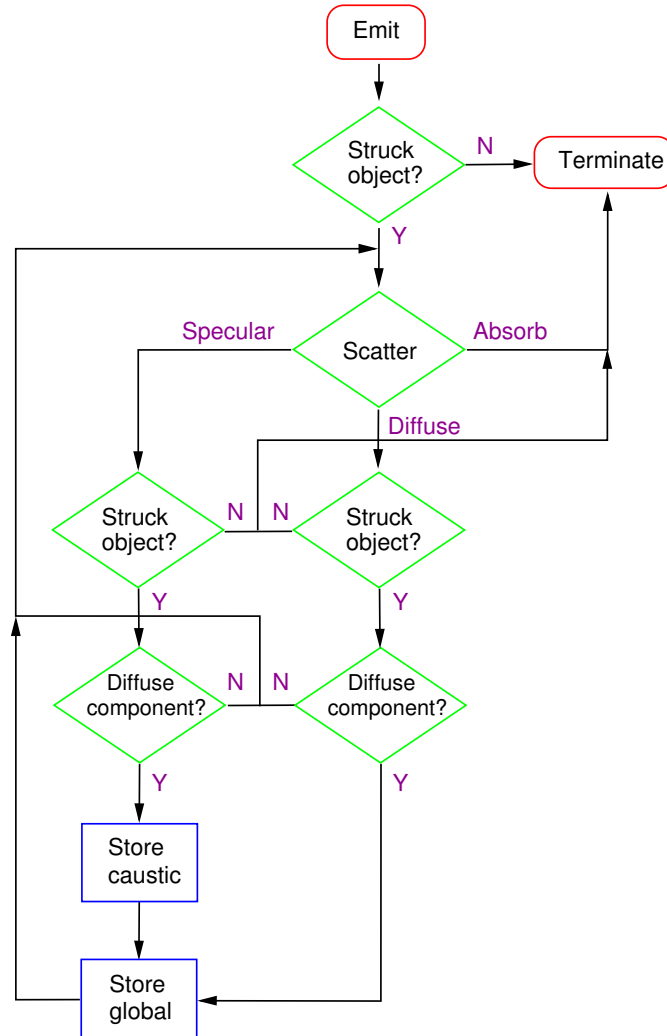 Emit
Struck
object?
N
Terminate
Y
Specular
Scatter
Absorb
Diffuse
Struck
object?
N
N
Struck
object?
Y
Y
Diffuse
component?
N
N
Diffuse
component?
Y
Y
Store
caustic
Store
global